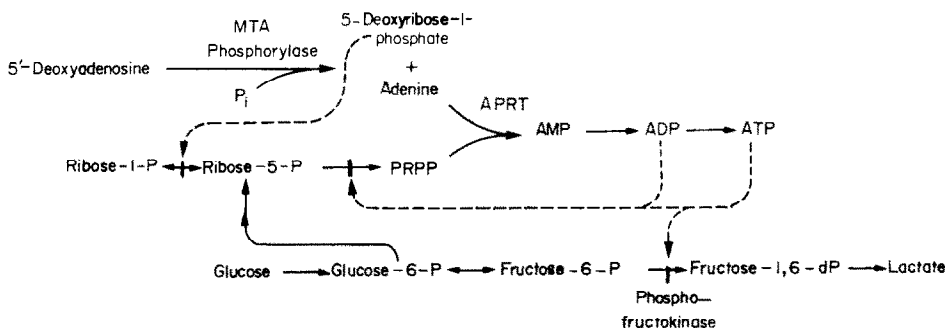 MTA
Phosphorylase
5-Deoxyribose-1-
phosphate
5'-Deoxyadenosine
+
Pi
Adenine
APRT
AMP
ADP
ATP
Ribose-1-P
Ribose-5-P
PRPP
Glucose
Glucose-6-P
Fructose-6-P
Fructose-1,6-dP
Lactate
Phospho-
fructokinase